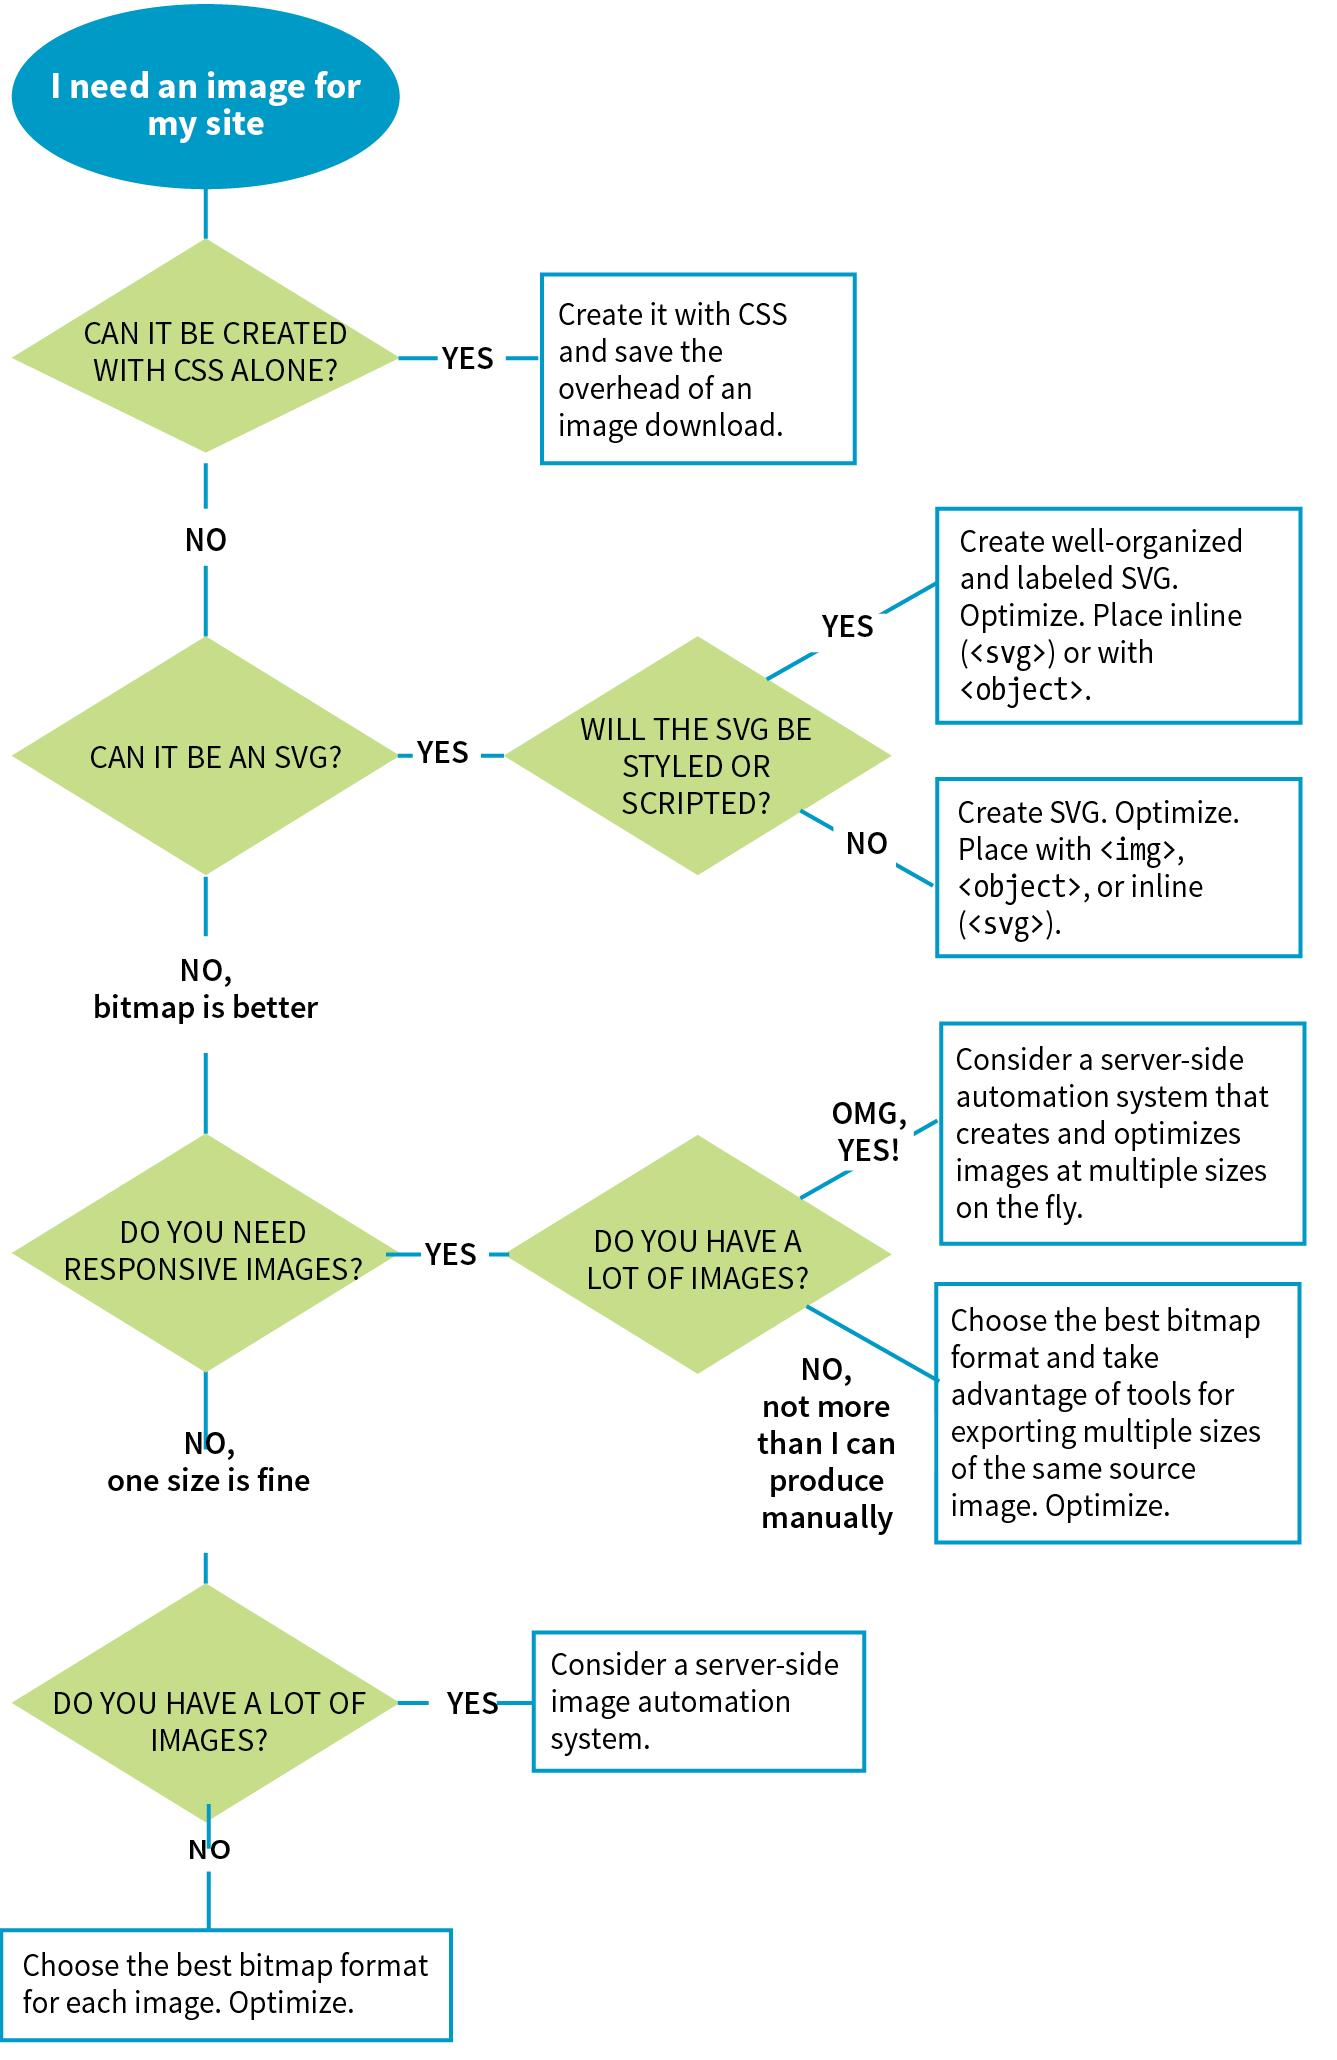 I need an image for
my site
CAN IT BE CREATED
WITH CSS ALONE?
YES
Create it with CSS
and save the
overhead of an
image download.
NO
CAN IT BE AN SVG?
YES
WILL THE SVG BE
STYLED OR
SCRIPTED?
YES
Create well-organized
and labeled SVG.
Optimize. Place inline
(<svg>) or with
<object>.
NO
Create SVG. Optimize.
Place with <img>,
<object>, or inline
(<svg>).
NO,
bitmap is better
DO YOU NEED
RESPONSIVE IMAGES?
YES
DO YOU HAVE A
LOT OF IMAGES?
OMG,
YES!
Consider a server-side
automation system that
creates and optimizes
images at multiple sizes
on the fly.
NO,
not more
than I can
produce
manually
Choose the best bitmap
format and take
advantage of tools for
exporting multiple sizes
of the same source
image. Optimize.
NO,
one size is fine
DO YOU HAVE A LOT OF
IMAGES?
YES
Consider a server-side
image automation
system.
NO
Choose the best bitmap format
for each image. Optimize.